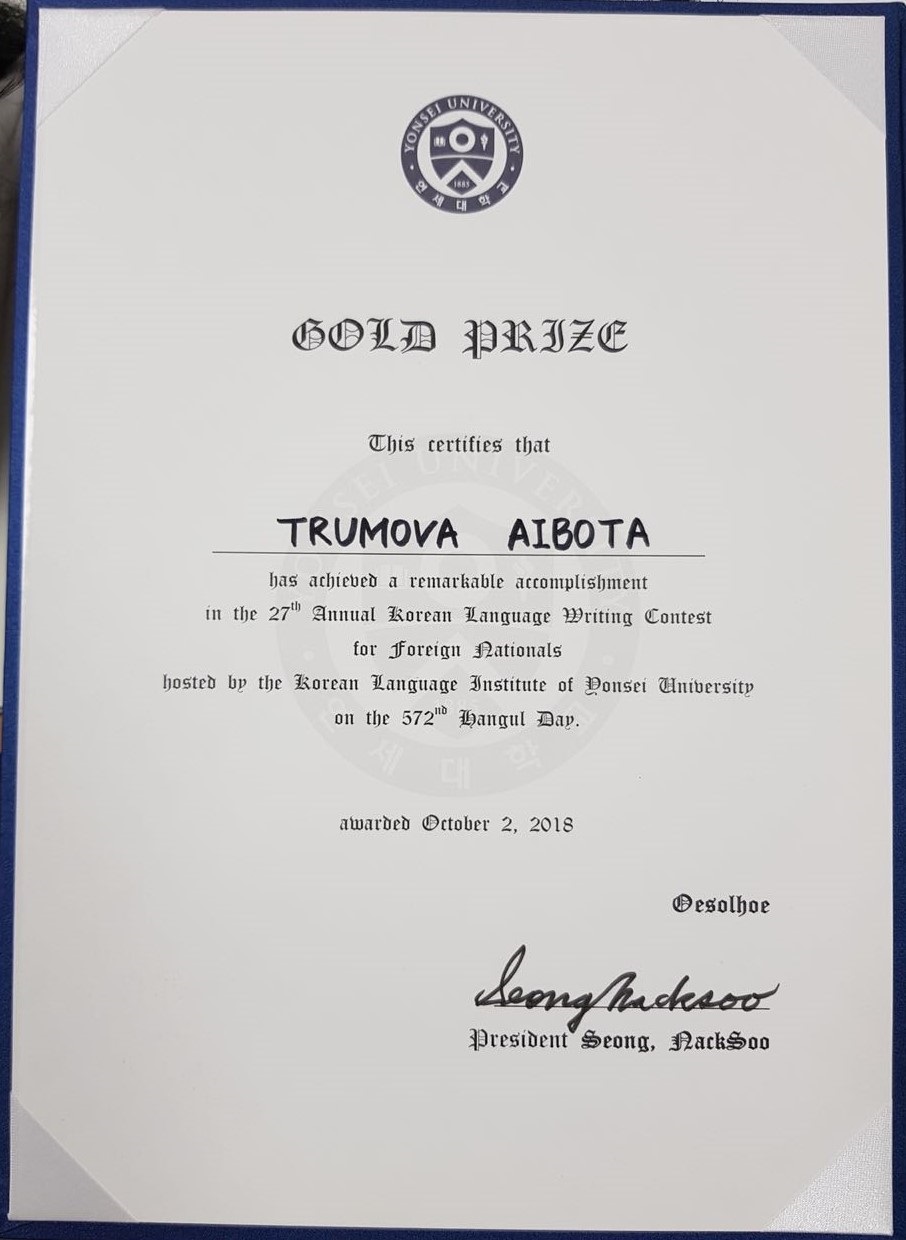 YONSEI UNIVERSITY
1885
연세대학교
GOLD PRIZE
This certifies that
TRUMOVA AIBOTA
has achieved a remarkable accomplishment
in the 27th Annual Korean Language Writing Contest
for Foreign Nationals
hosted by the Korean Language Institute of Yonsei University
on the 572nd Hangul Day.
awarded October 2, 2018
Oesolhoe
Seong Nacksoo
President Seong, NackSoo